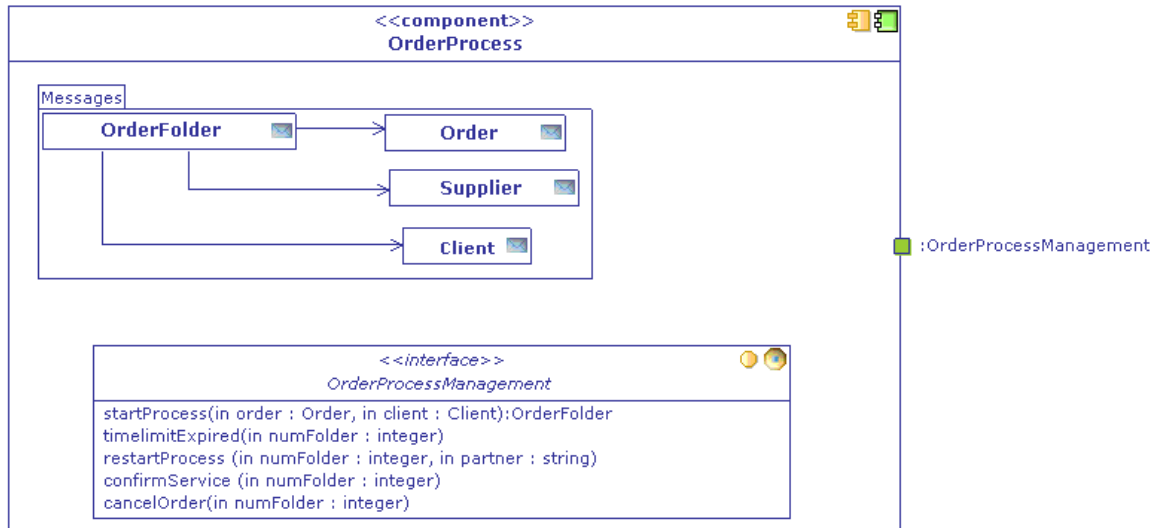 <<component>>
OrderProcess
Messages
OrderFolder
Order
Supplier
Client
:OrderProcessManagement
<<interface>>
OrderProcessManagement
startProcess(in order : Order, in client : Client):OrderFolder
timelimitExpired(in numFolder : integer)
restartProcess (in numFolder : integer, in partner : string)
confirmService (in numFolder : integer)
cancelOrder(in numFolder : integer)